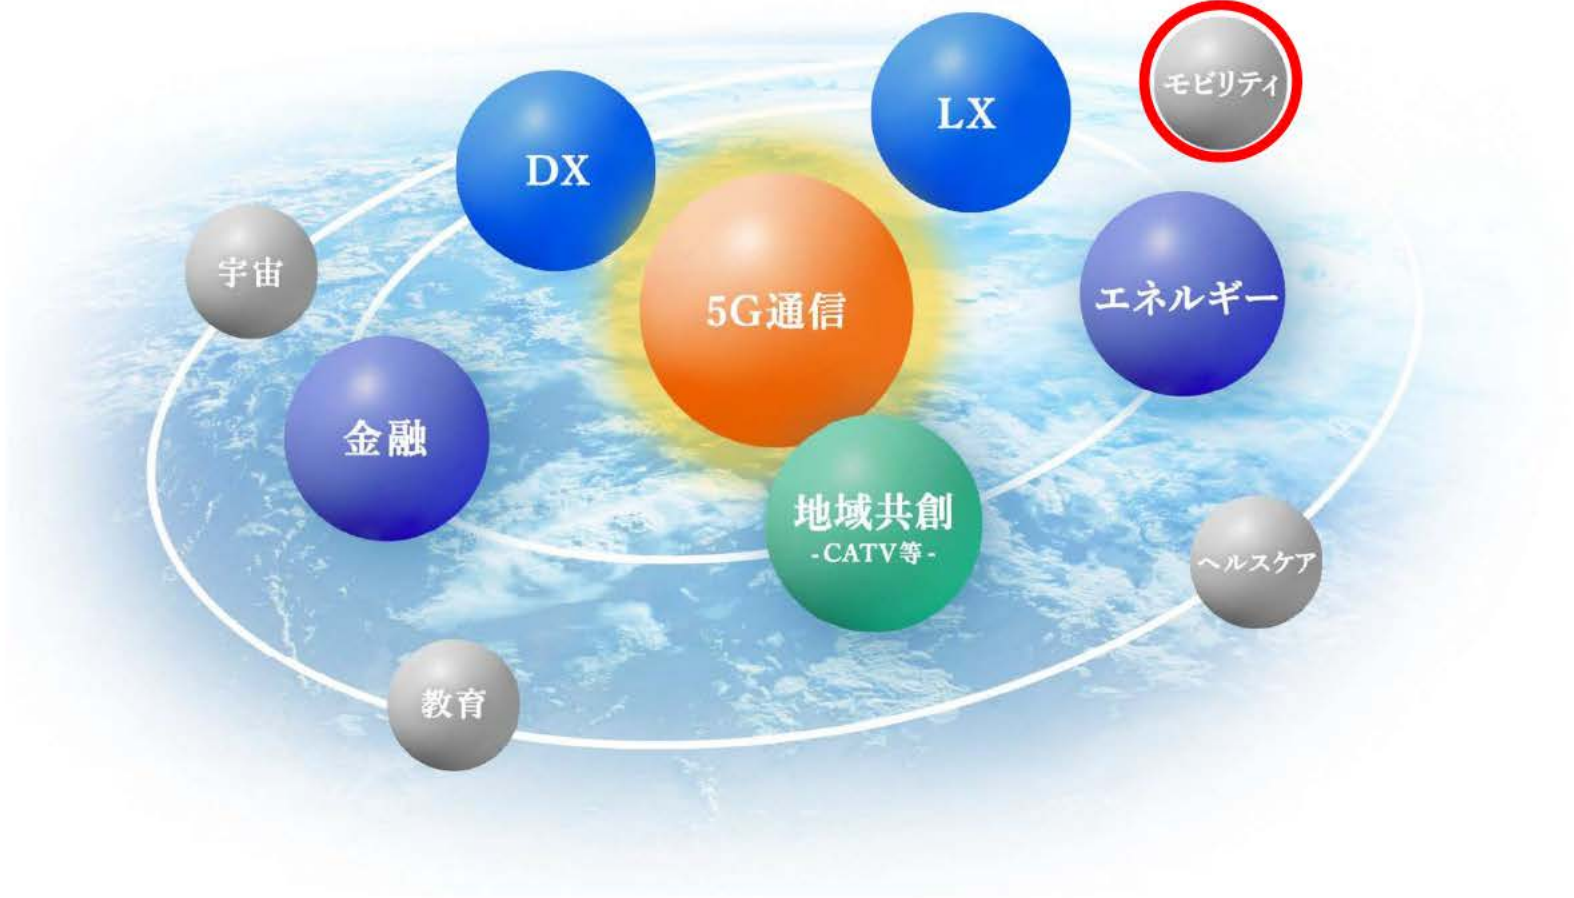 モビリティ
LX
DX
宇宙
5G通信
エネルギー
金融
地域共創
-CATV等-
ヘルスケア
教育